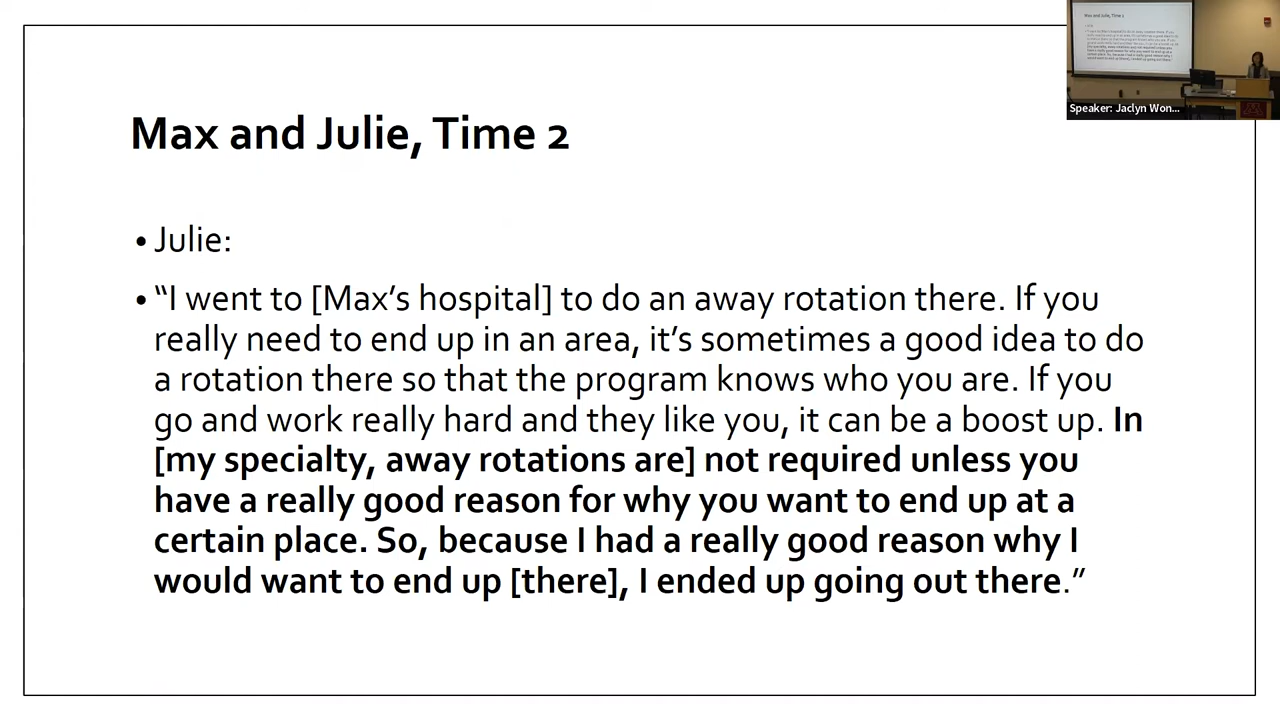 Max and Julie, Time 2
• Julie:
• “I went to [Max’s hospital] to do an away rotation there. If you
really need to end up in an area, it’s sometimes a good idea to do
a rotation there so that the program knows who you are. If you
go and work really hard and they like you, it can be a boost up. In
[my specialty, away rotations are] not required unless you
have a really good reason for why you want to end up at a
certain place. So, because I had a really good reason why I
would want to end up [there], I ended up going out there.”
Max and Julie, Time 2
Speaker: Jaclyn Won...